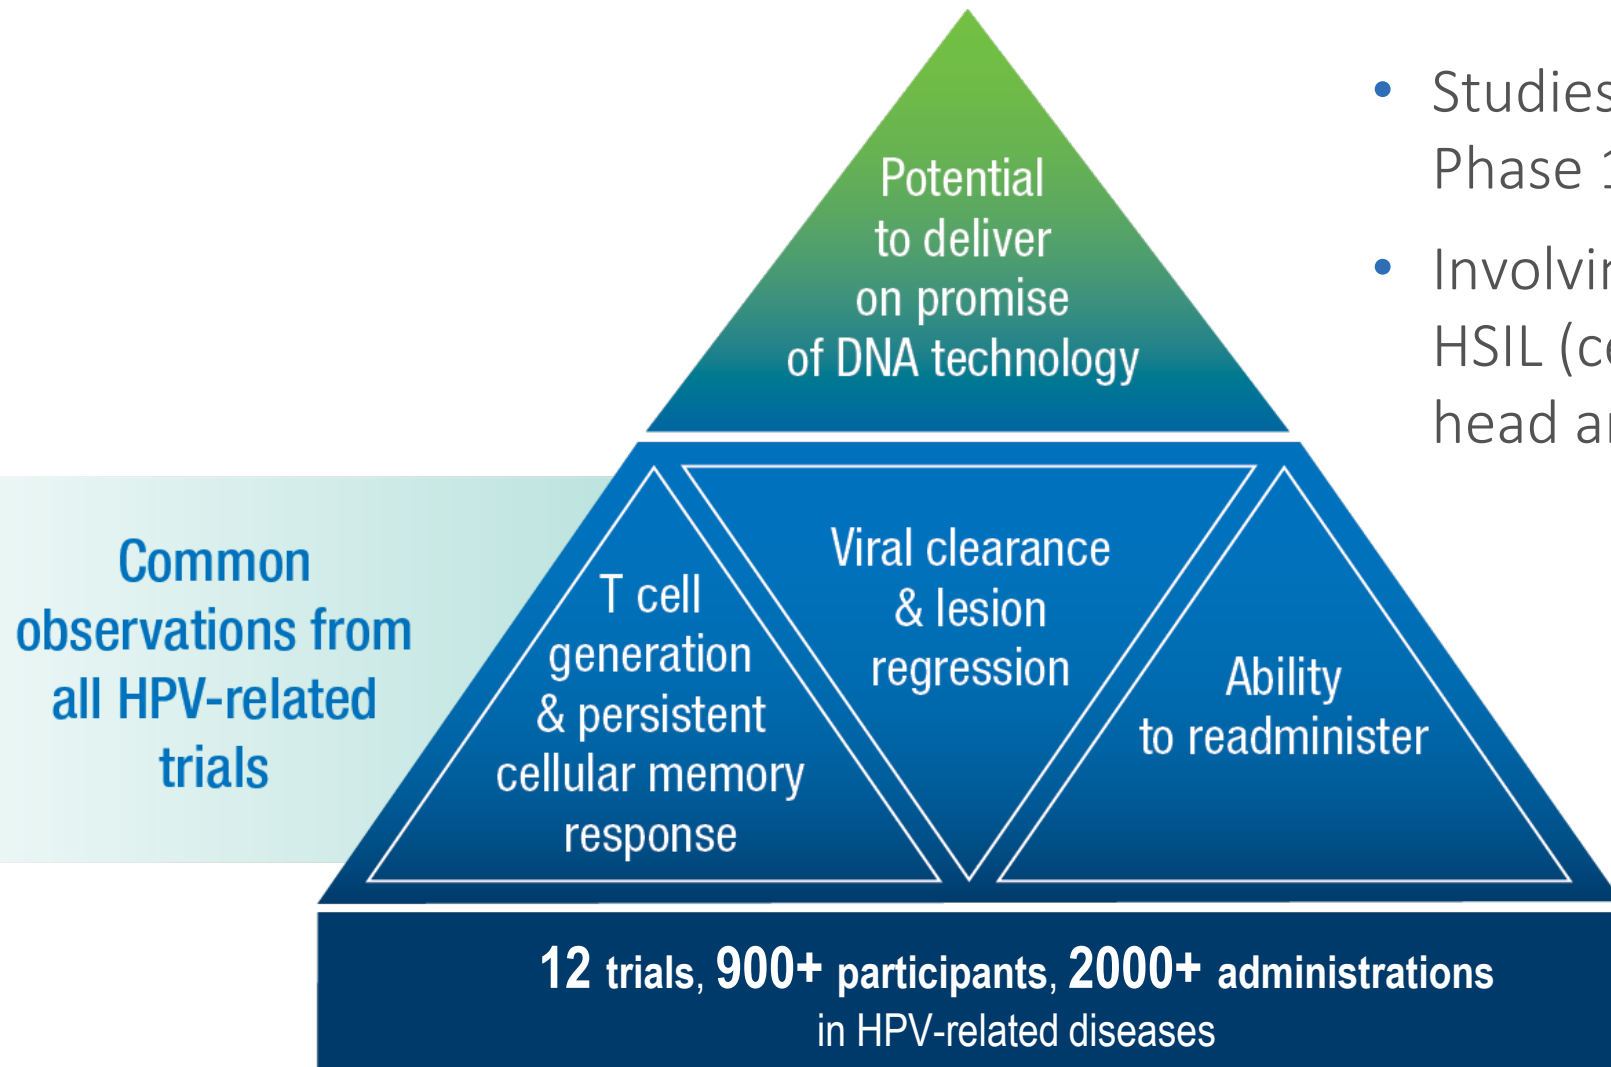 Potential
to deliver
on promise
of DNA technology
• Studies
Phase
•
HSIL
head
Common
observations from
all HPV-related
trials
T cell
generation
& persistent
cellular memory
response
Viral clearance
& lesion
regression
Ability
to readminister
12 trials, 900+ participants, 2000+ administrations
in HPV-related diseases